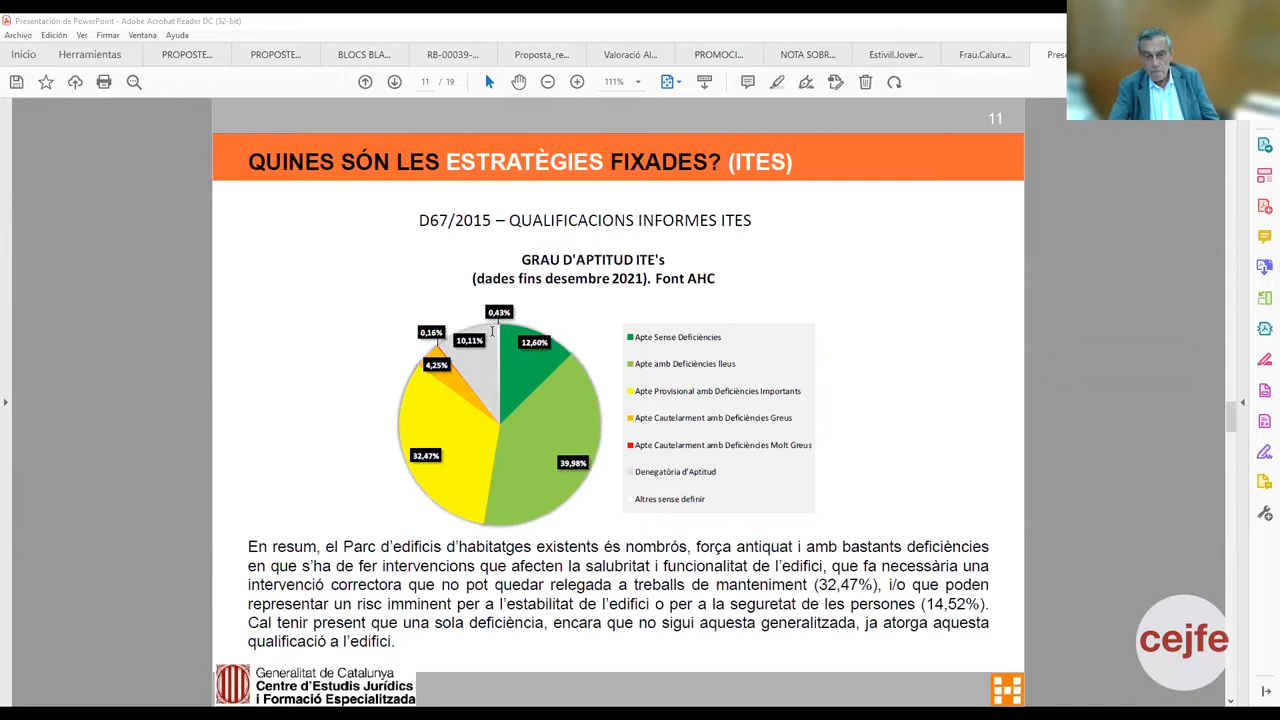 Presentación de PowerPoint - Adobe Acrobat Reader DC (32-bit)
Archivo Edición Ver Firmar Ventana Ayuda
Inicio Herramientas PROPOSTE... PROPOSTE... BLOCS BLA... RB-00039-... Proposta_re... Valoració Al... PROMOCI... NOTA SOBR... Estivill.Jover... Frau.Calura... Pres
11 / 19 111%
11
QUINES SÓN LES ESTRATÈGIES FIXADES? (ITES)
D67/2015 – QUALIFICACIONS INFORMES ITES
GRAU D'APTITUD ITE's
(dades fins desembre 2021). Font AHC
0,43%
0,16%
10,11%
12,60%
4,25%
32,47%
39,98%
Apte Sense Deficiències
Apte amb Deficiències lleus
Apte Provisional amb Deficiències Importants
Apte Cautelarment amb Deficiències Greus
Apte Cautelarment amb Deficiències Molt Greus
Denegatòria d'Aptitud
Altres sense definir
En resum, el Parc d'edificis d'habitatges existents és nombrós, força antiquat i amb bastants deficiències
en que s'ha de fer intervencions que afecten la salubritat i funcionalitat de l'edifici, que fa necessària una
intervenció correctora que no pot quedar relegada a treballs de manteniment (32,47%), i/o que poden
representar un risc imminent per a l'estabilitat de l'edifici o per a la seguretat de les persones (14,52%).
Cal tenir present que una sola deficiència, encara que no sigui aquesta generalitzada, ja atorga aquesta
qualificació a l'edifici.
Generalitat de Catalunya
Centre d'Estudis Jurídics
i Formació Especialitzada
cejfe